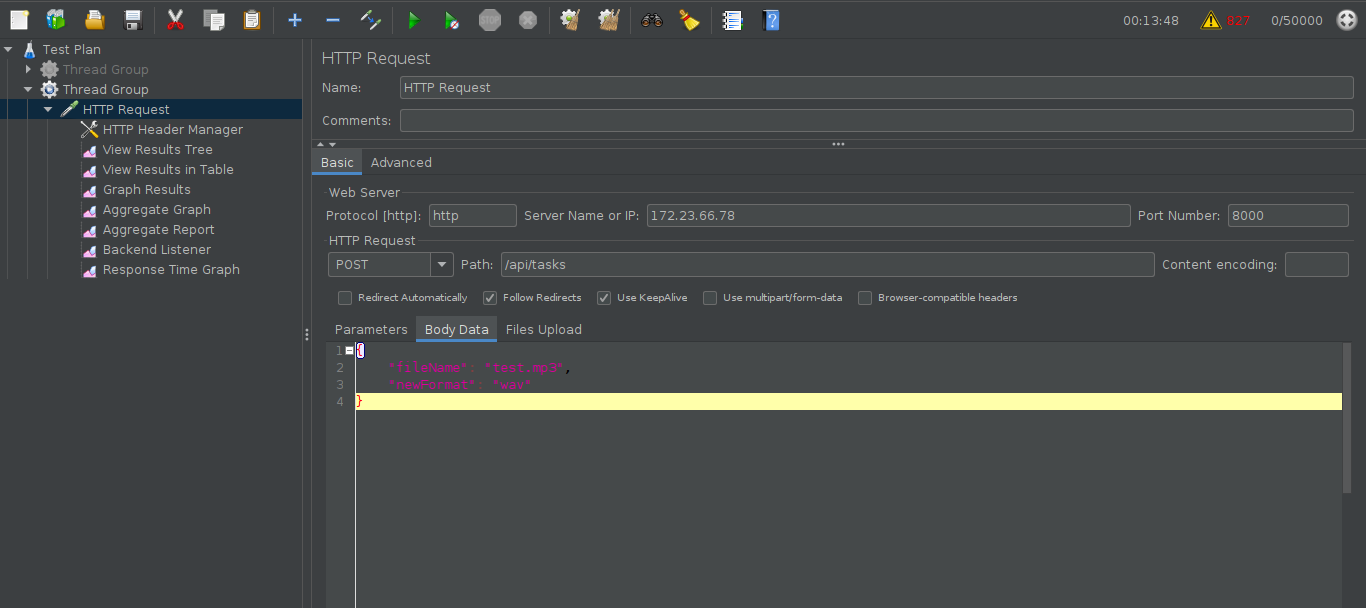 STOP
00:13:48
827
0/50000
Test Plan
Thread Group
Thread Group
HTTP Request
HTTP Header Manager
View Results Tree
View Results in Table
Graph Results
Aggregate Graph
Aggregate Report
Backend Listener
Response Time Graph
HTTP Request
Name: HTTP Request
Comments:
Basic Advanced
Web Server
Protocol [http]: http Server Name or IP: 172.23.66.78 Port Number: 8000
HTTP Request
POST Path: /api/tasks Content encoding:
Redirect Automatically Follow Redirects Use KeepAlive Use multipart/form-data Browser-compatible headers
Parameters Body Data Files Upload
1 {
2 "fileName": "test.mp3",
3 "newFormat": "wav"
4 }